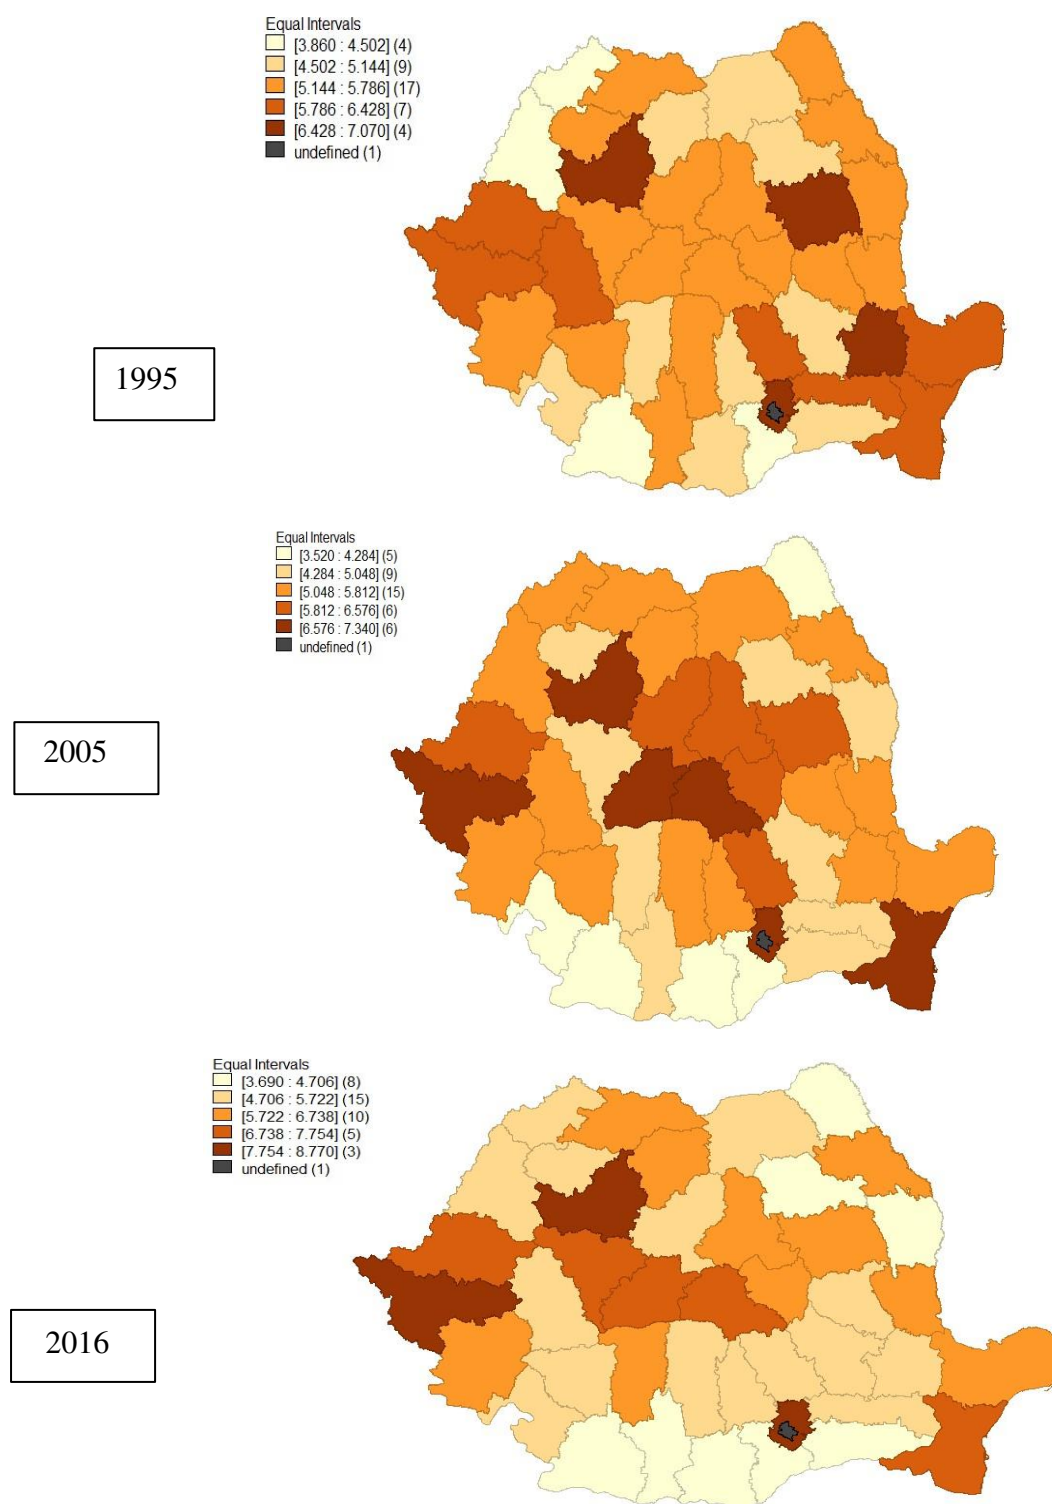 Equal Intervals
[3.860 : 4.502] (4)
[4.502 : 5.144] (9)
[5.144 : 5.786] (17)
[5.786 : 6.428] (7)
[6.428 : 7.070] (4)
undefined (1)
1995
Equal Intervals
[3.520 : 4.284] (5)
[4.284 : 5.048] (9)
[5.048 : 5.812] (15)
[5.812 : 6.576] (6)
[6.576 : 7.340] (6)
undefined (1)
2005
Equal Intervals
[3.690 : 4.706] (8)
[4.706 : 5.722] (15)
[5.722 : 6.738] (10)
[6.738 : 7.754] (5)
[7.754 : 8.770] (3)
undefined (1)
2016